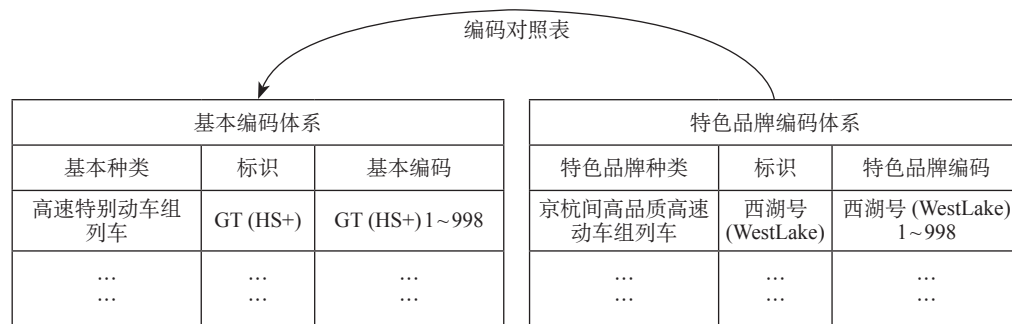 编码对照表
基本编码体系
特色品牌编码体系
基本种类
标识
基本编码
特色品牌种类
标识
特色品牌编码
高速特别动车组
列车
GT (HS+)
GT (HS+) 1~998
京杭间高品质高速
动车组列车
西湖号
(WestLake)
西湖号 (WestLake)
1~998
… … … … … …
… … … … … …